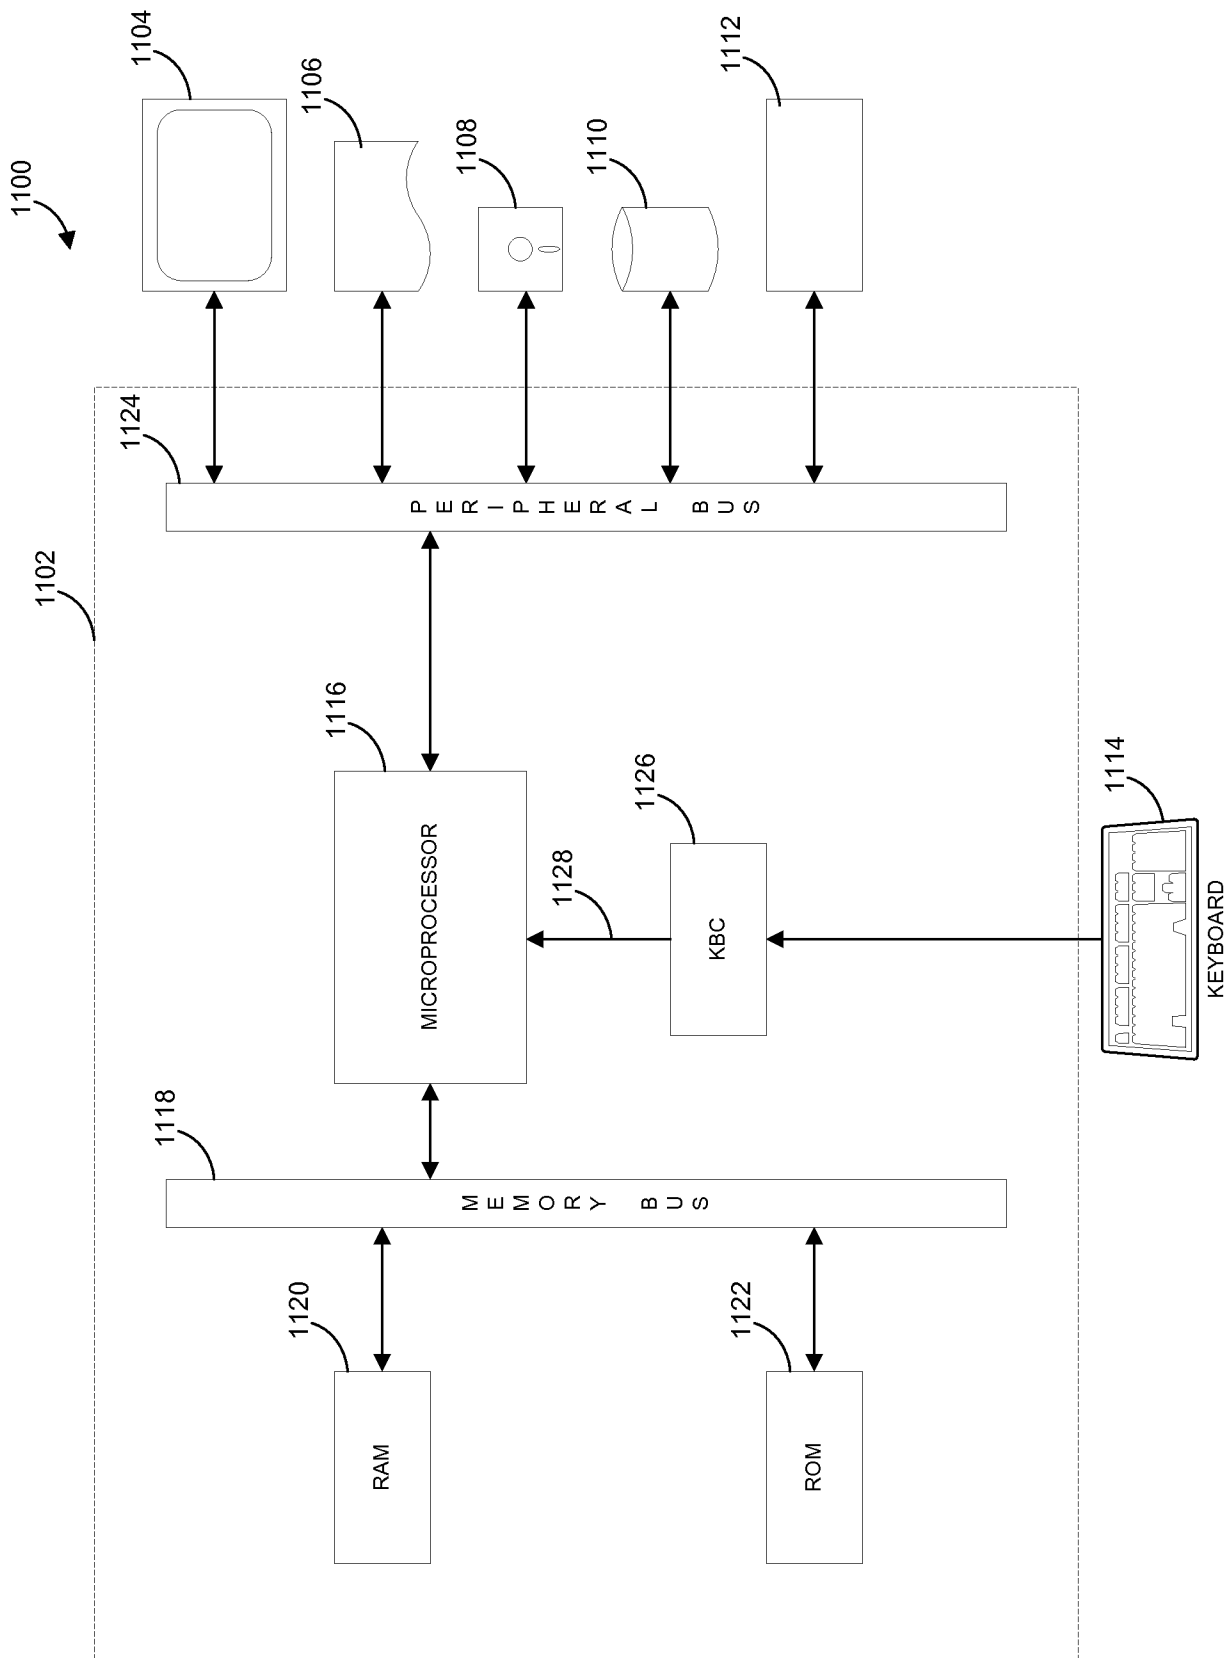 1100
1102
1104
1106
1108
1110
1112
1124
PERIPHERAL BUS
1116
MICROPROCESSOR
1126
KBC
1128
1114
KEYBOARD
1118
MEMORY BUS
1120
RAM
1122
ROM